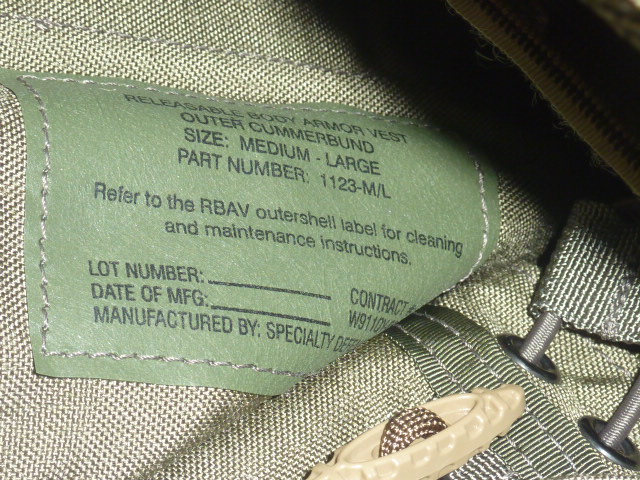 RELEASABLE BODY ARMOR VEST
OUTER CUMMERBUND
SIZE: MEDIUM - LARGE
PART NUMBER: 1123-M/L
Refer to the RBAV outershell label for cleaning
and maintenance instructions.
LOT NUMBER:
DATE OF MFG:
MANUFACTURED BY: SPECIALTY
CONTRACT